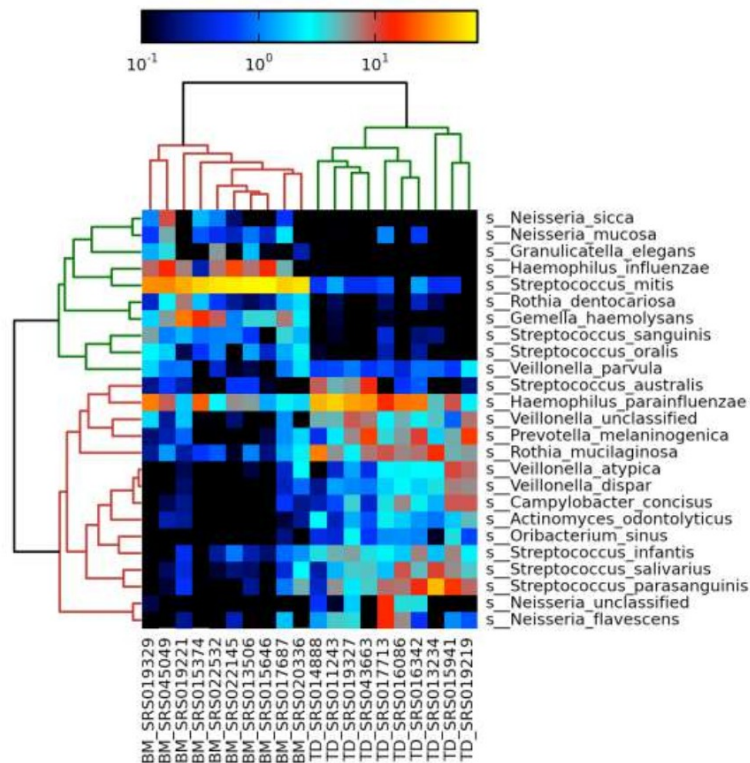 10^-1 10^0 10^1
s__Neisseria_sicca
s__Neisseria_mucosa
s__Granulicatella_elegans
s__Haemophilus_influenzae
s__Streptococcus_mitis
s__Rothia_dentocariosa
s__Gemella_haemolysans
s__Streptococcus_sanguinis
s__Streptococcus_oralis
s__Veillonella_parvula
s__Streptococcus_australis
s__Haemophilus_parainfluenzae
s__Veillonella_unclassified
s__Prevotella_melaninogenica
s__Rothia_mucilaginosa
s__Veillonella_atypica
s__Veillonella_dispar
s__Campylobacter_concisus
s__Actinomyces_odontolyticus
s__Oribacterium_sinus
s__Streptococcus_infantis
s__Streptococcus_salivarius
s__Streptococcus_parasanguinis
s__Neisseria_unclassified
s__Neisseria_flavescens
BM_SRS019329
BM_SRS045049
BM_SRS019221
BM_SRS015374
BM_SRS022532
BM_SRS022145
BM_SRS013506
BM_SRS015646
BM_SRS017687
BM_SRS020336
TD_SRS014888
TD_SRS011243
TD_SRS019327
TD_SRS043663
TD_SRS017713
TD_SRS016086
TD_SRS016342
TD_SRS013234
TD_SRS015941
TD_SRS019219